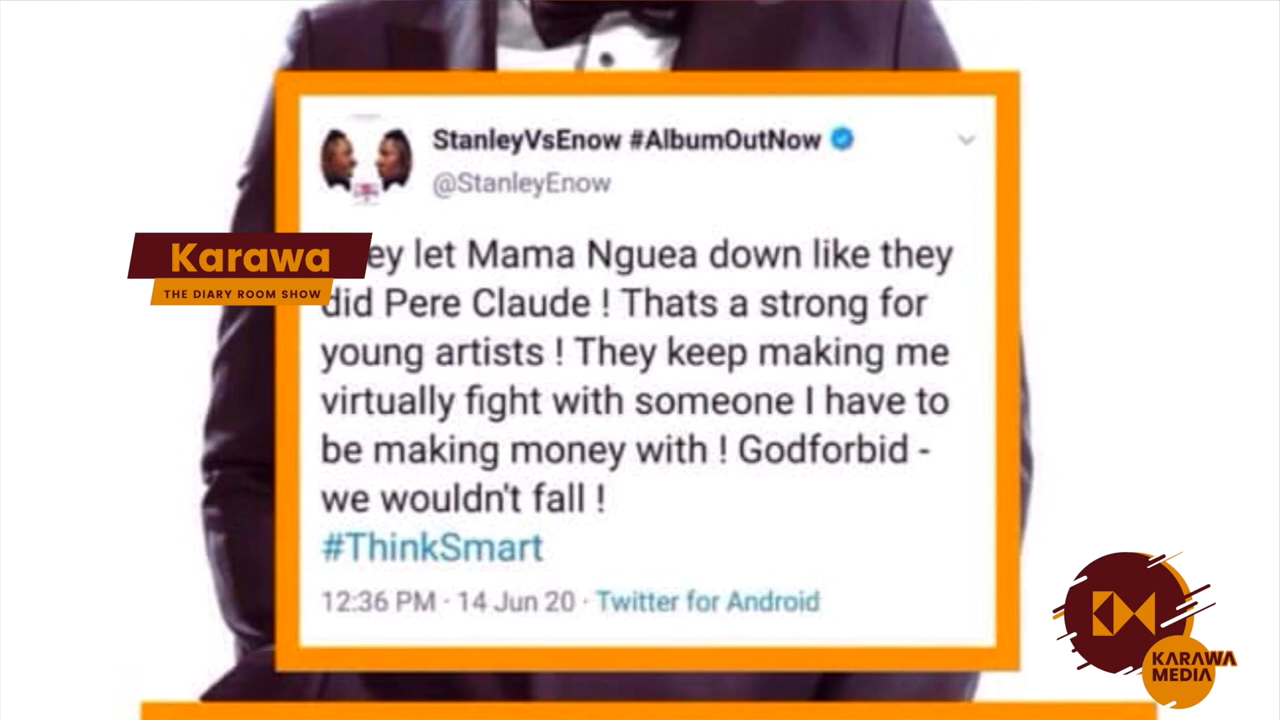 StanleyVsEnow #AlbumOutNow
@StanleyEnow
Karawa
THE DIARY ROOM SHOW
ey let Mama Nguea down like they
did Pere Claude ! Thats a strong for
young artists ! They keep making me
virtually fight with someone I have to
be making money with ! Godforbid -
we wouldn't fall !
#ThinkSmart
12:36 PM · 14 Jun 20 · Twitter for Android
KARAWA
MEDIA